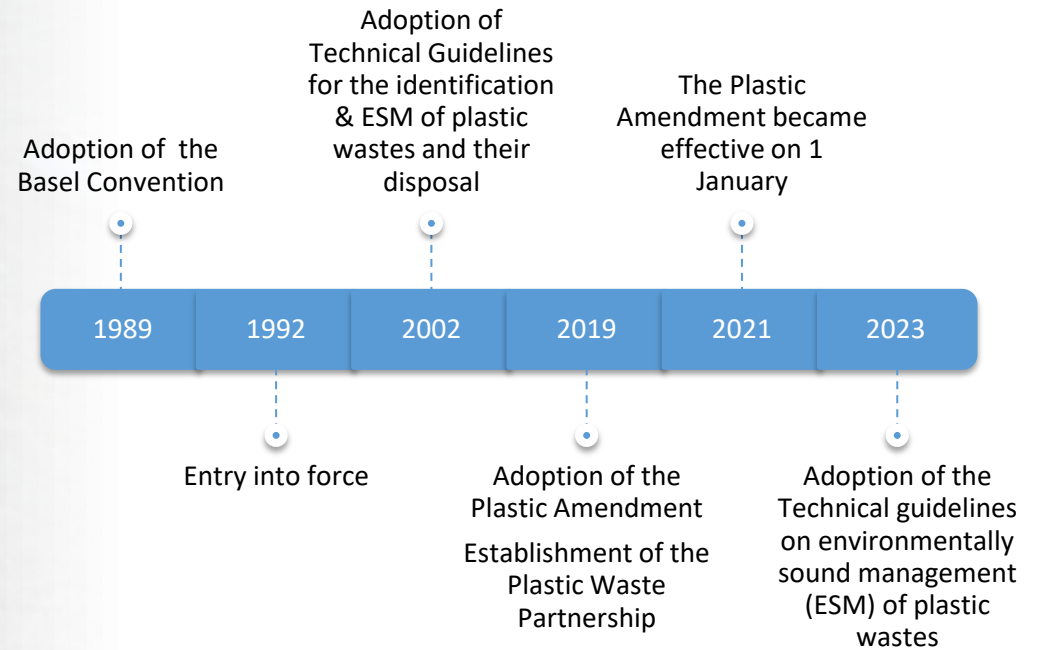 Adoption of the
Basel Convention
Adoption of
Technical Guidelines
for the identification
& ESM of plastic
wastes and their
disposal
The Plastic
Amendment became
effective on 1
January
1989
1992
2002
2019
2021
2023
Entry into force
Adoption of the
Plastic Amendment
Establishment of the
Plastic Waste
Partnership
Adoption of the
Technical guidelines
on environmentally
sound management
(ESM) of plastic
wastes